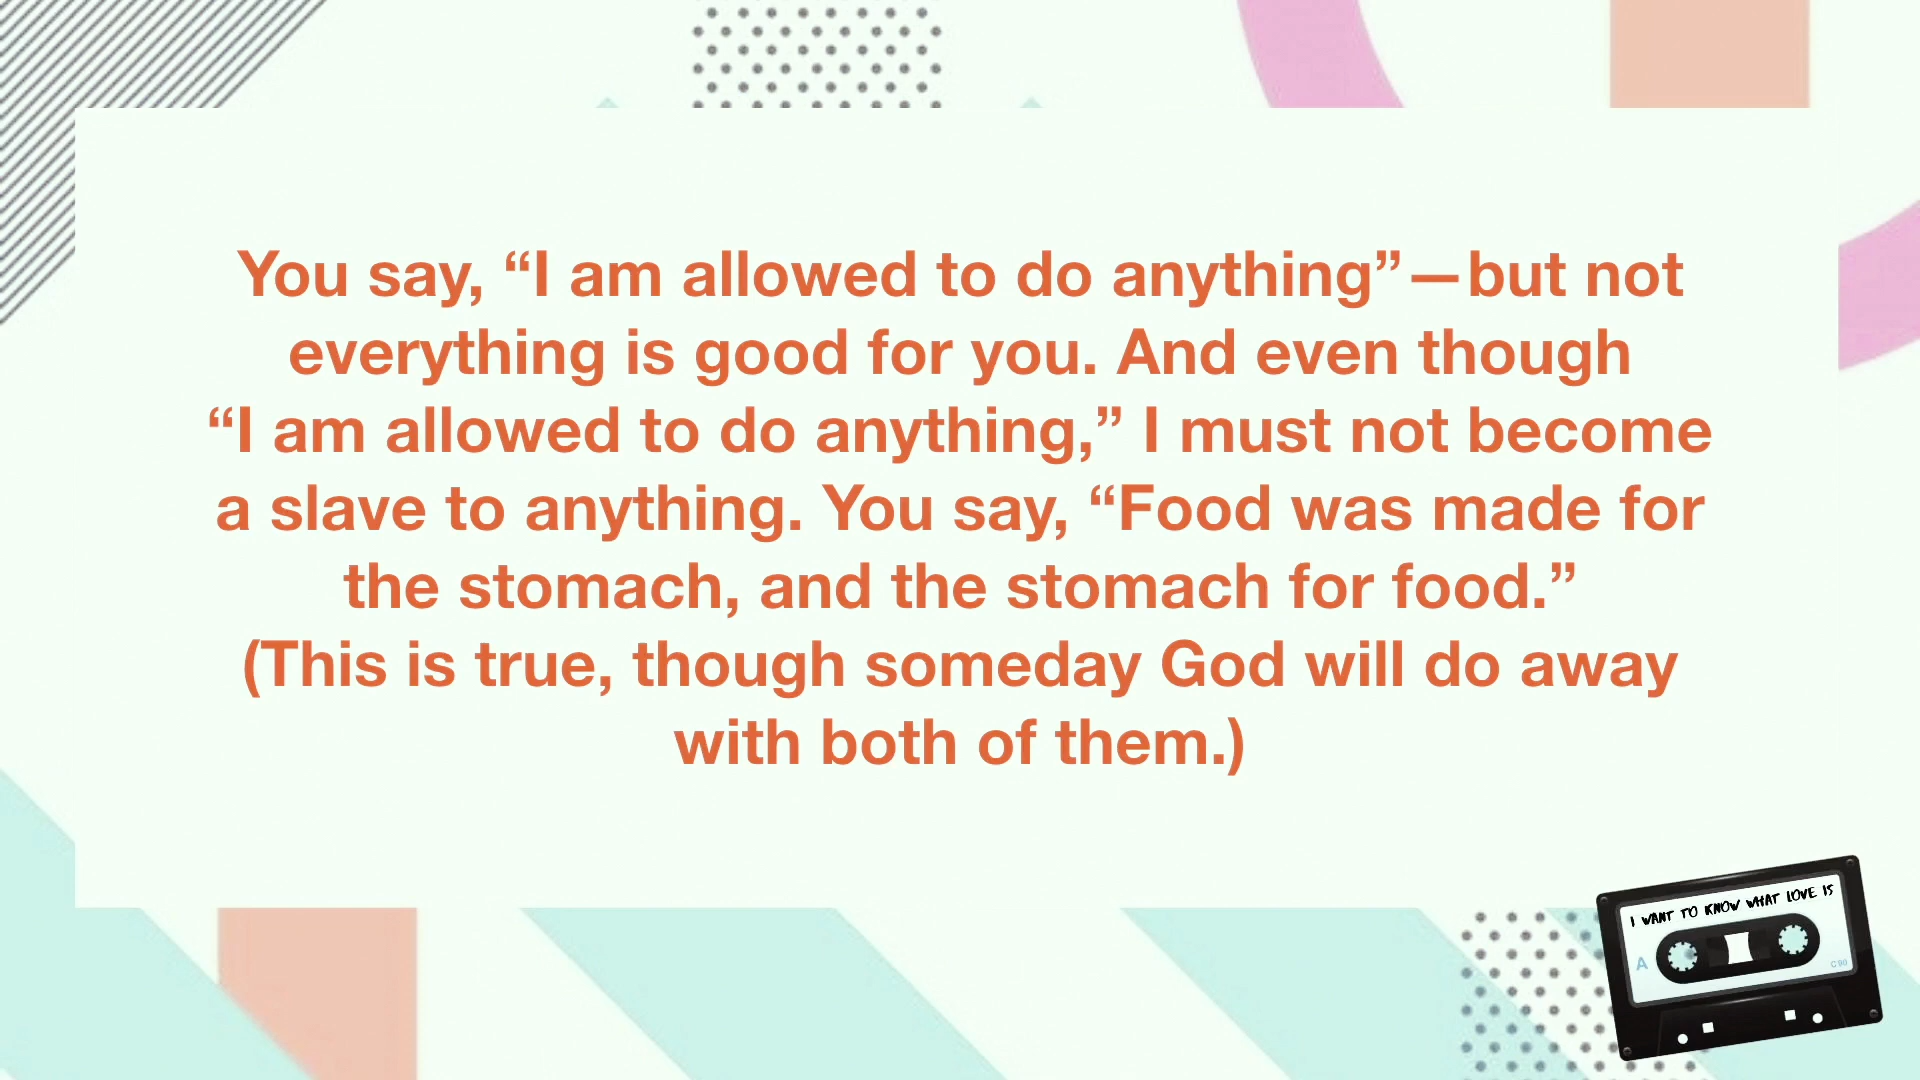 You say, “I am allowed to do anything”—but not
everything is good for you. And even though
“I am allowed to do anything,” I must not become
a slave to anything. You say, “Food was made for
the stomach, and the stomach for food.”
(This is true, though someday God will do away
with both of them.)
I WANT TO KNOW WHAT LOVE IS
A
C90